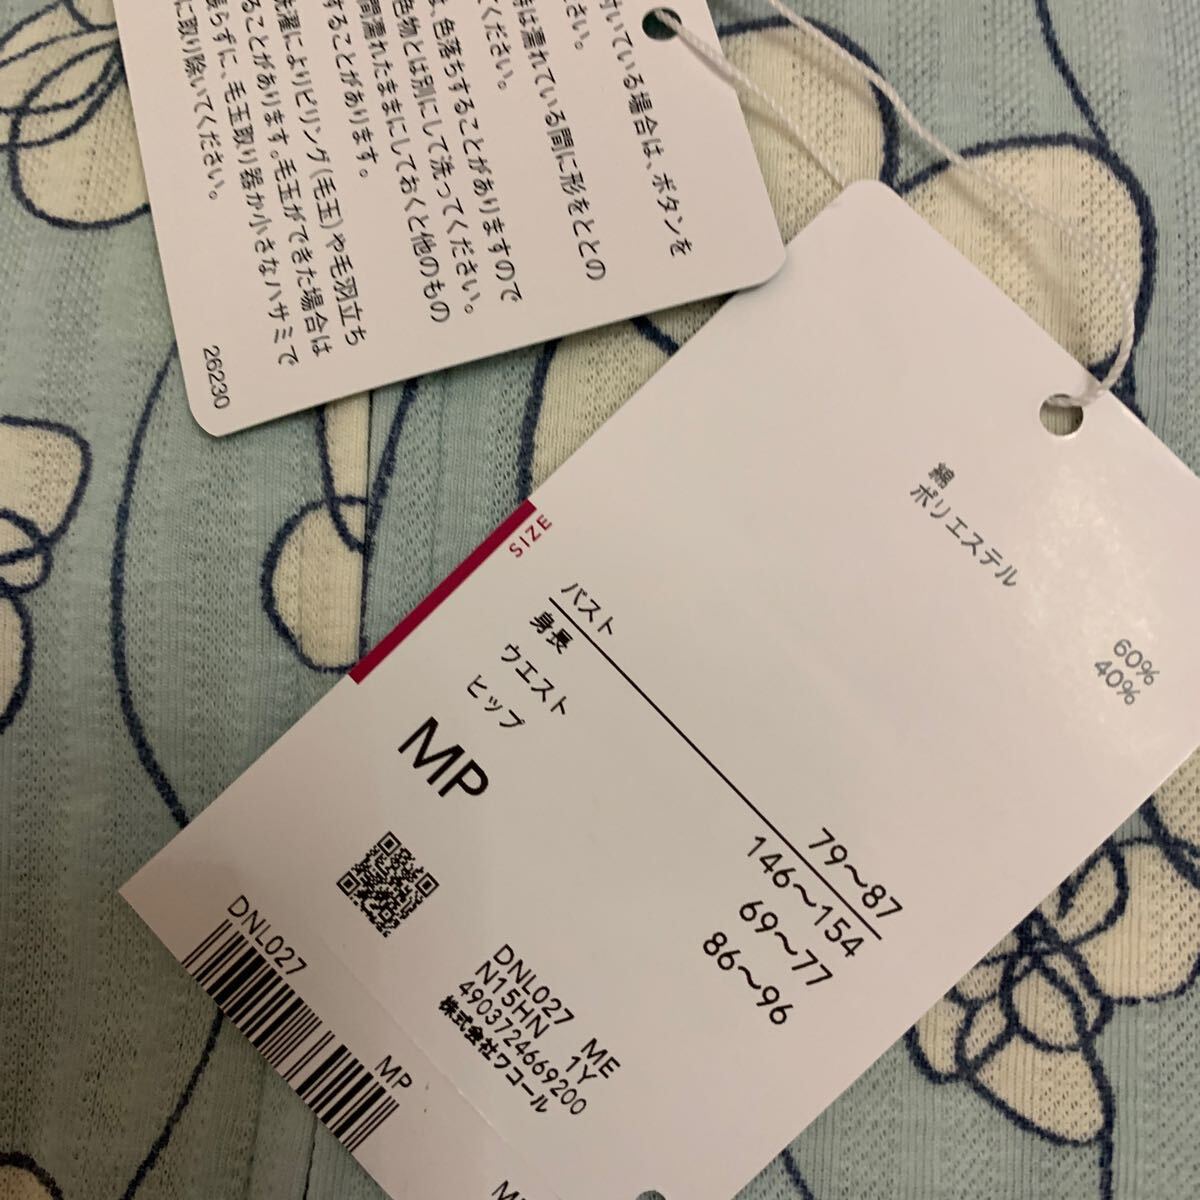 付いている場合は、ボタンを
ださい。
時は濡れている間に形をととの
てください。
は、色落ちすることがありますので
色物とは別にして洗ってください。
間濡れたままにしておくと他のもの
することがあります。
洗濯によりピリング(毛玉)や毛羽立ち
ることがあります。毛玉ができた場合は
張らずに、毛玉取り器か小さなハサミで
に取り除いてください。
26230
綿 60%
ポリエステル 40%
SIZE
バスト 79〜87
身長 146〜154
ウエスト 69〜77
ヒップ 86〜96
MP
DNL027 ME
N15HN 1Y
4903724669200
株式会社ワコール
DNL027 MP